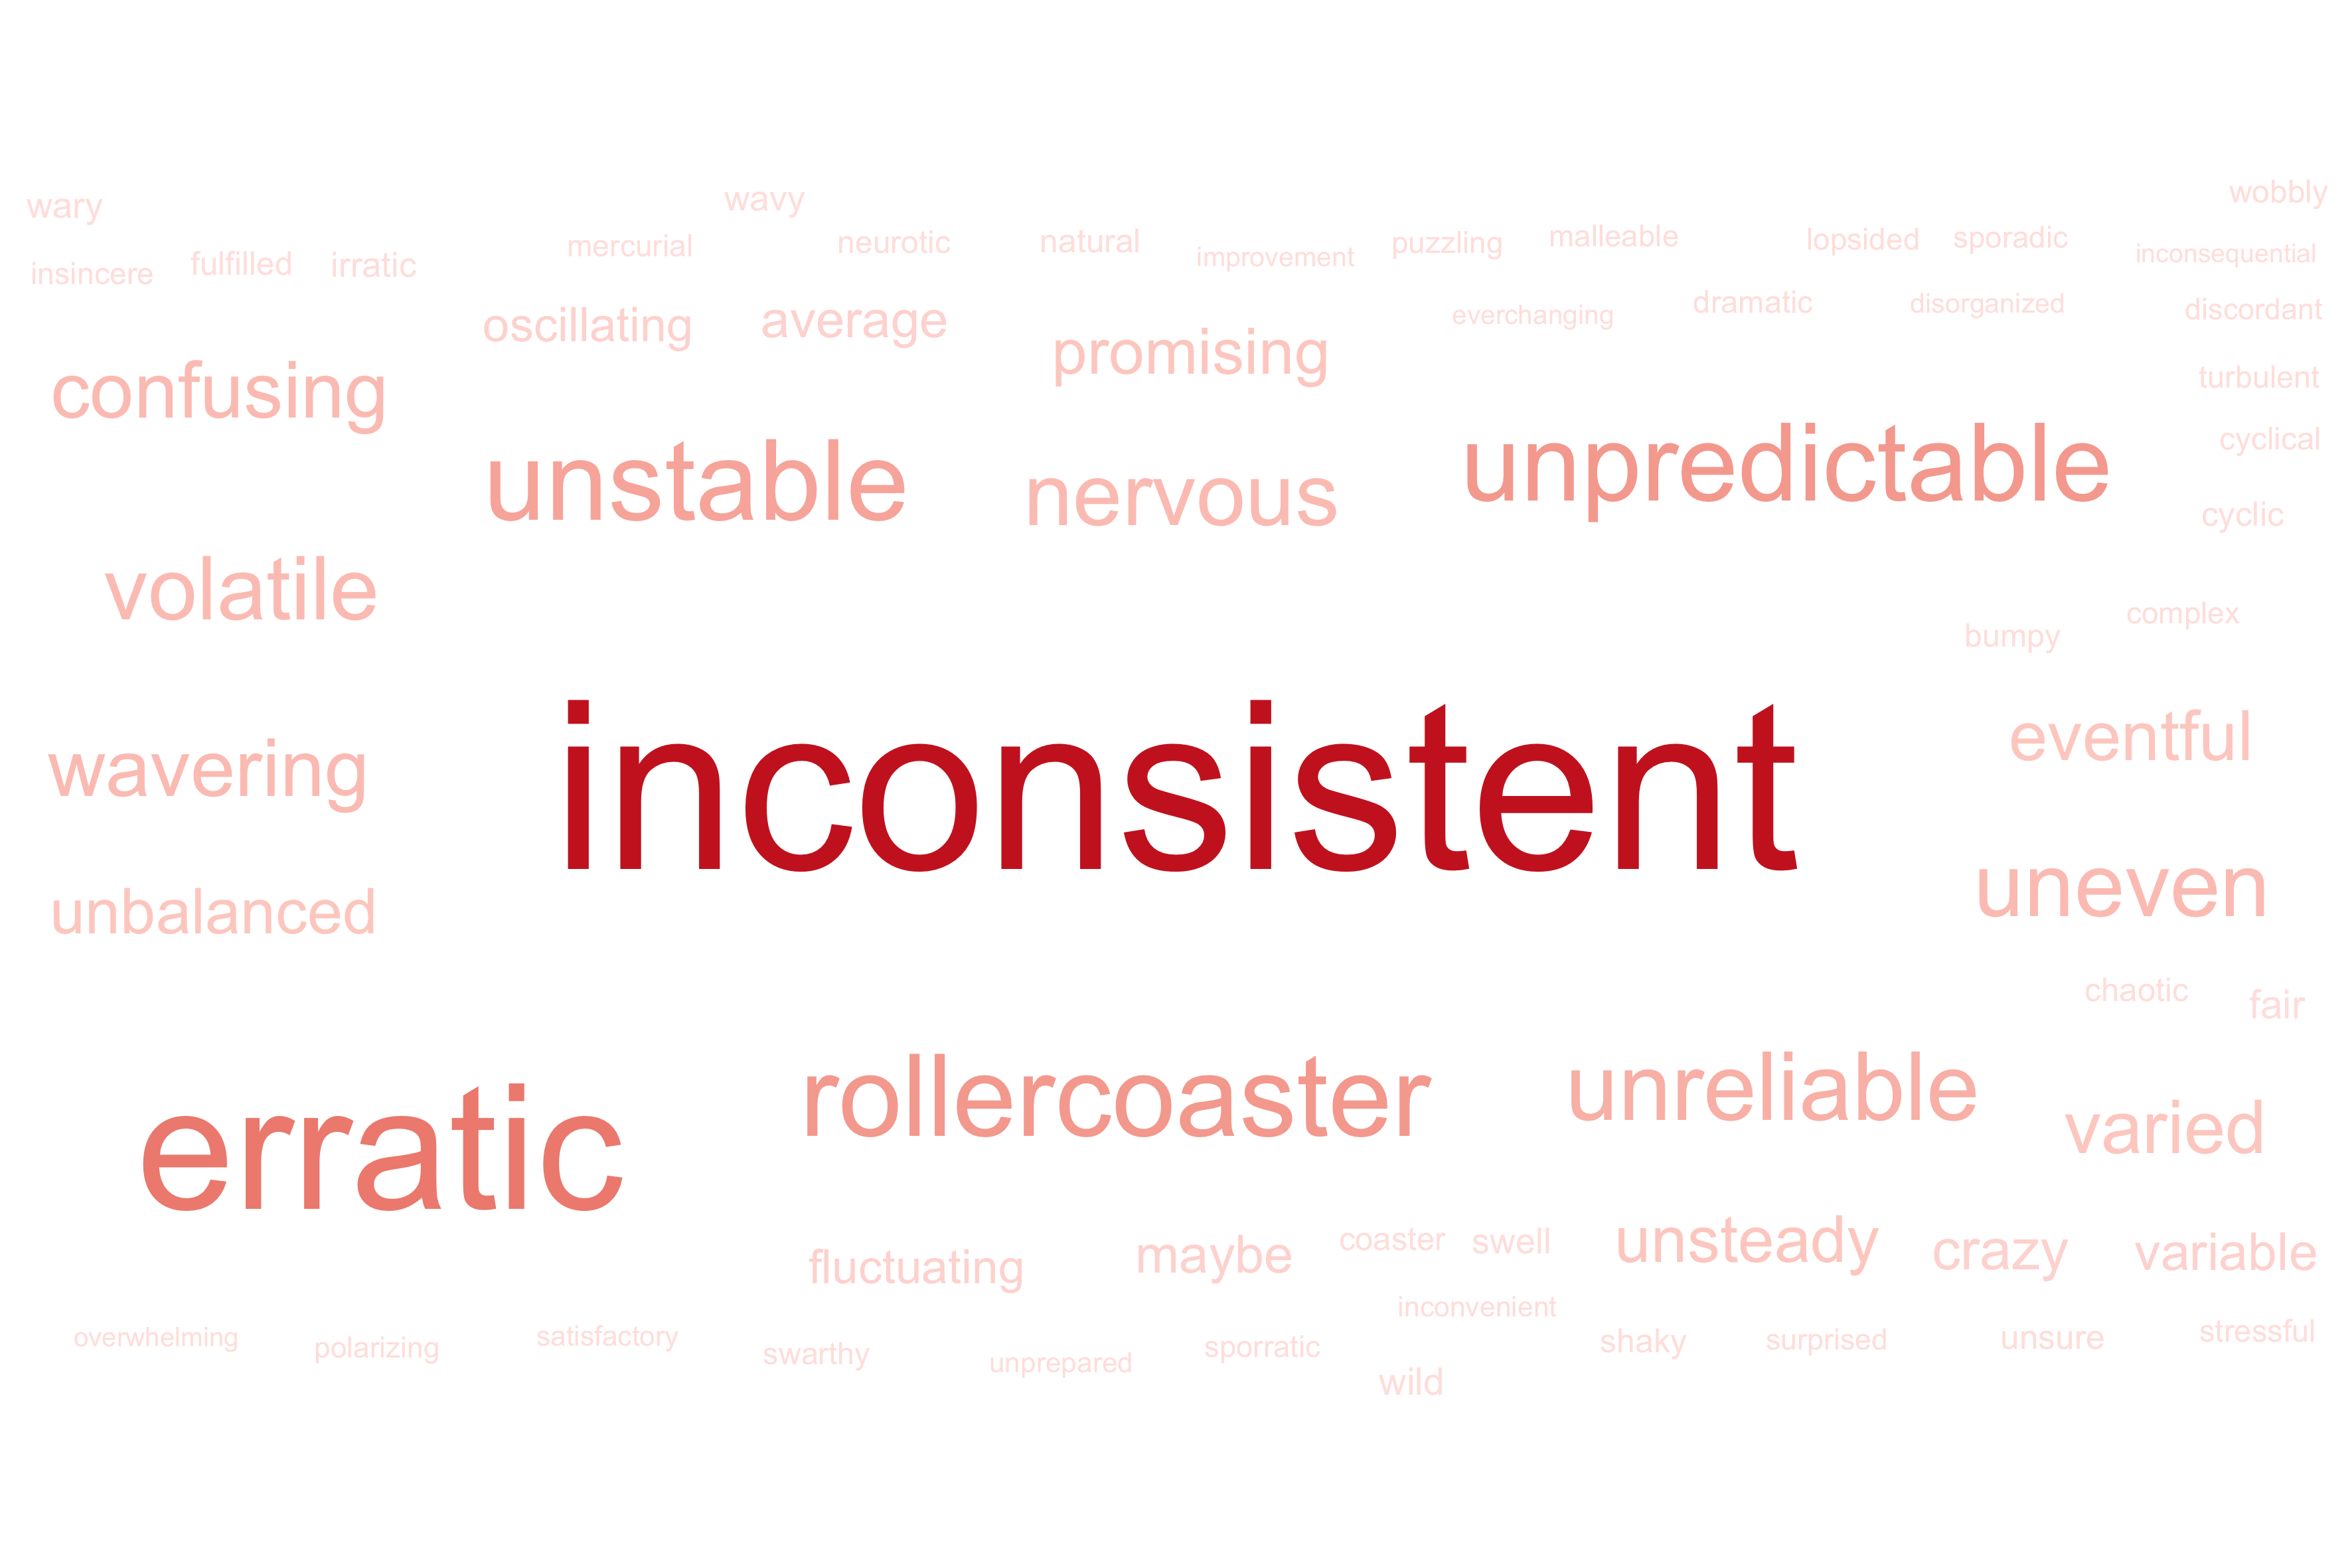 wary
wavy
wobbly
insincere
fulfilled
irratic
mercurial
neurotic
natural
improvement
puzzling
malleable
lopsided
sporadic
inconsequential
oscillating
average
promising
everchanging
dramatic
disorganized
discordant
confusing
turbulent
unstable
nervous
unpredictable
cyclical
cyclic
volatile
bumpy
complex
wavering
inconsistent
eventful
unbalanced
uneven
chaotic
fair
erratic
rollercoaster
unreliable
varied
fluctuating
maybe
coaster
swell
unsteady
crazy
variable
inconvenient
overwhelming
polarizing
satisfactory
swarthy
unprepared
sporratic
wild
shaky
surprised
unsure
stressful